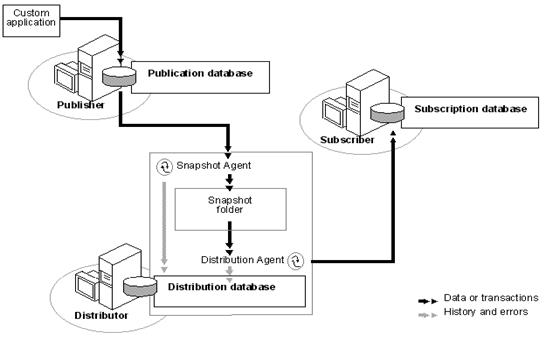 Custom
application
Publication database
Publisher
Subscription database
Subscriber
Snapshot Agent
Snapshot
folder
Distribution Agent
Distribution database
Distributor
Data or transactions
History and errors